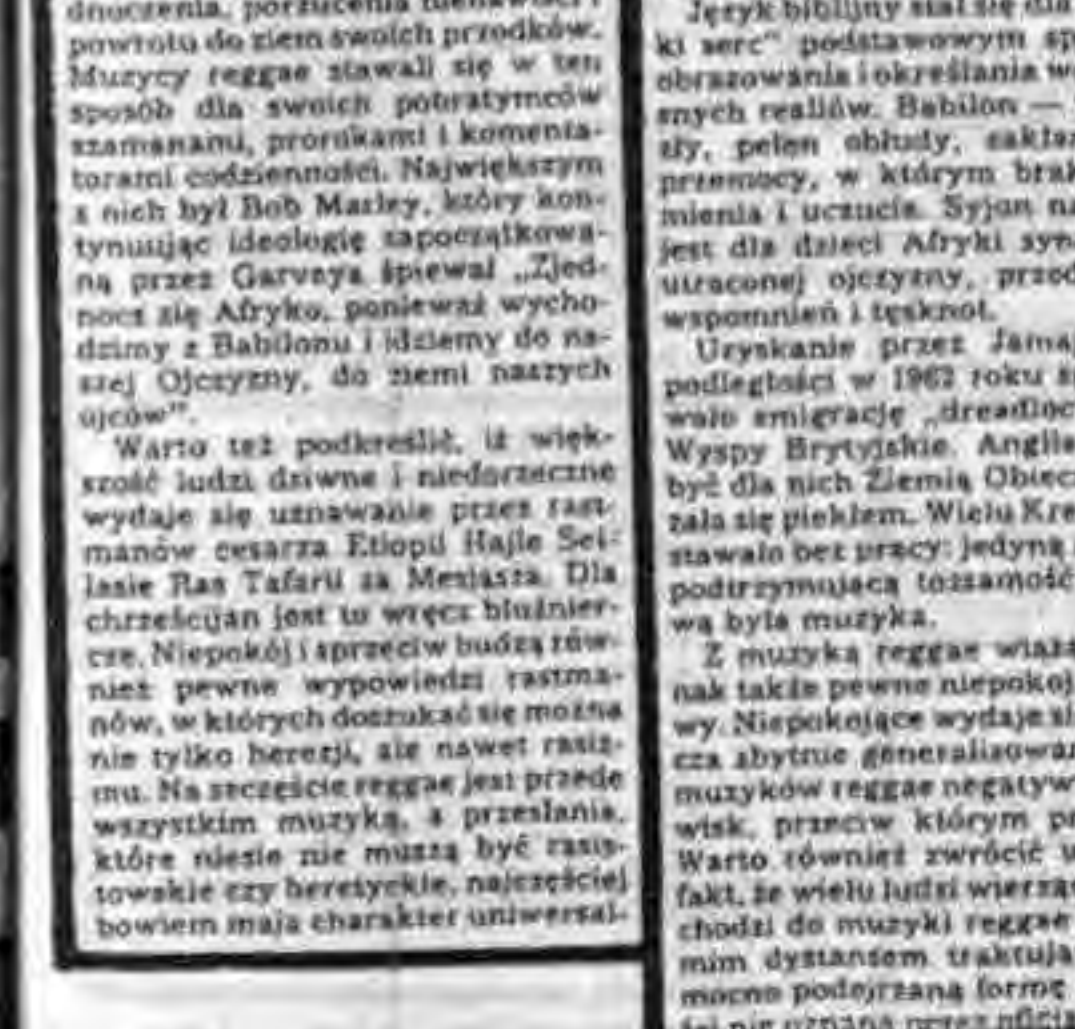 dnoczenia, porzucenia nienawiści i
powrotu do ziem swoich przodków.
Muzycy reggae stawali się w ten
sposób dla swoich pobratymców
szamanami, prorokami i komenta-
torami codzienności. Największym
z nich był Bob Marley, który kon-
tynuując ideologię zapoczątkowa-
ną przez Garveya śpiewał „Zjed-
nocz się Afryko, ponieważ wycho-
dzimy z Babilonu i idziemy do na-
szej Ojczyzny, do ziemi naszych
ojców".
Warto też podkreślić, iż więk-
szość ludzi dziwne i niedorzeczne
wydaje się uznawanie przez rast-
manów cesarza Etiopii Hajle Sel-
lasie Ras Tafarii za Mesjasza. Dla
chrześcijan jest to wręcz bluźnier-
cze. Niepokój i sprzeciw budzą rów-
nież pewne wypowiedzi rastma-
nów, w których doszukać się można
nie tylko herezji, ale nawet rasiz-
mu. Na szczęście reggae jest przede
wszystkim muzyką, a przesłania,
które niesie nie muszą być rasis-
towskie czy heretyckie, najczęściej
bowiem mają charakter uniwersal-
Język biblijny stał się dla
ki serc" podstawowym
obrazowania i określania
snych realiów. Babilon —
zły, pełen obłudy,
przemocy, w którym
mienia i uczucia. Syjon
jest dla dzieci Afryki
utraconej ojczyzny,
wspomnień i tęsknot.
Uzyskanie przez
podległości w 1962 roku
wało emigrację
Wyspy Brytyjskie.
być dla nich Ziemią
zała się piekłem. Wielu
stawało bez pracy: jedyną
podtrzymującą tożsamość
wą była muzyka.
Z muzyką reggae
nak także pewne
wy. Niepokojące wydaje
cza zbytnie
muzyków reggae
wisk, przeciw którym
Warto również zwrócić
fakt, że wielu ludzi
chodzi do muzyki reggae
mim dystansem
mocno podejrzaną formę